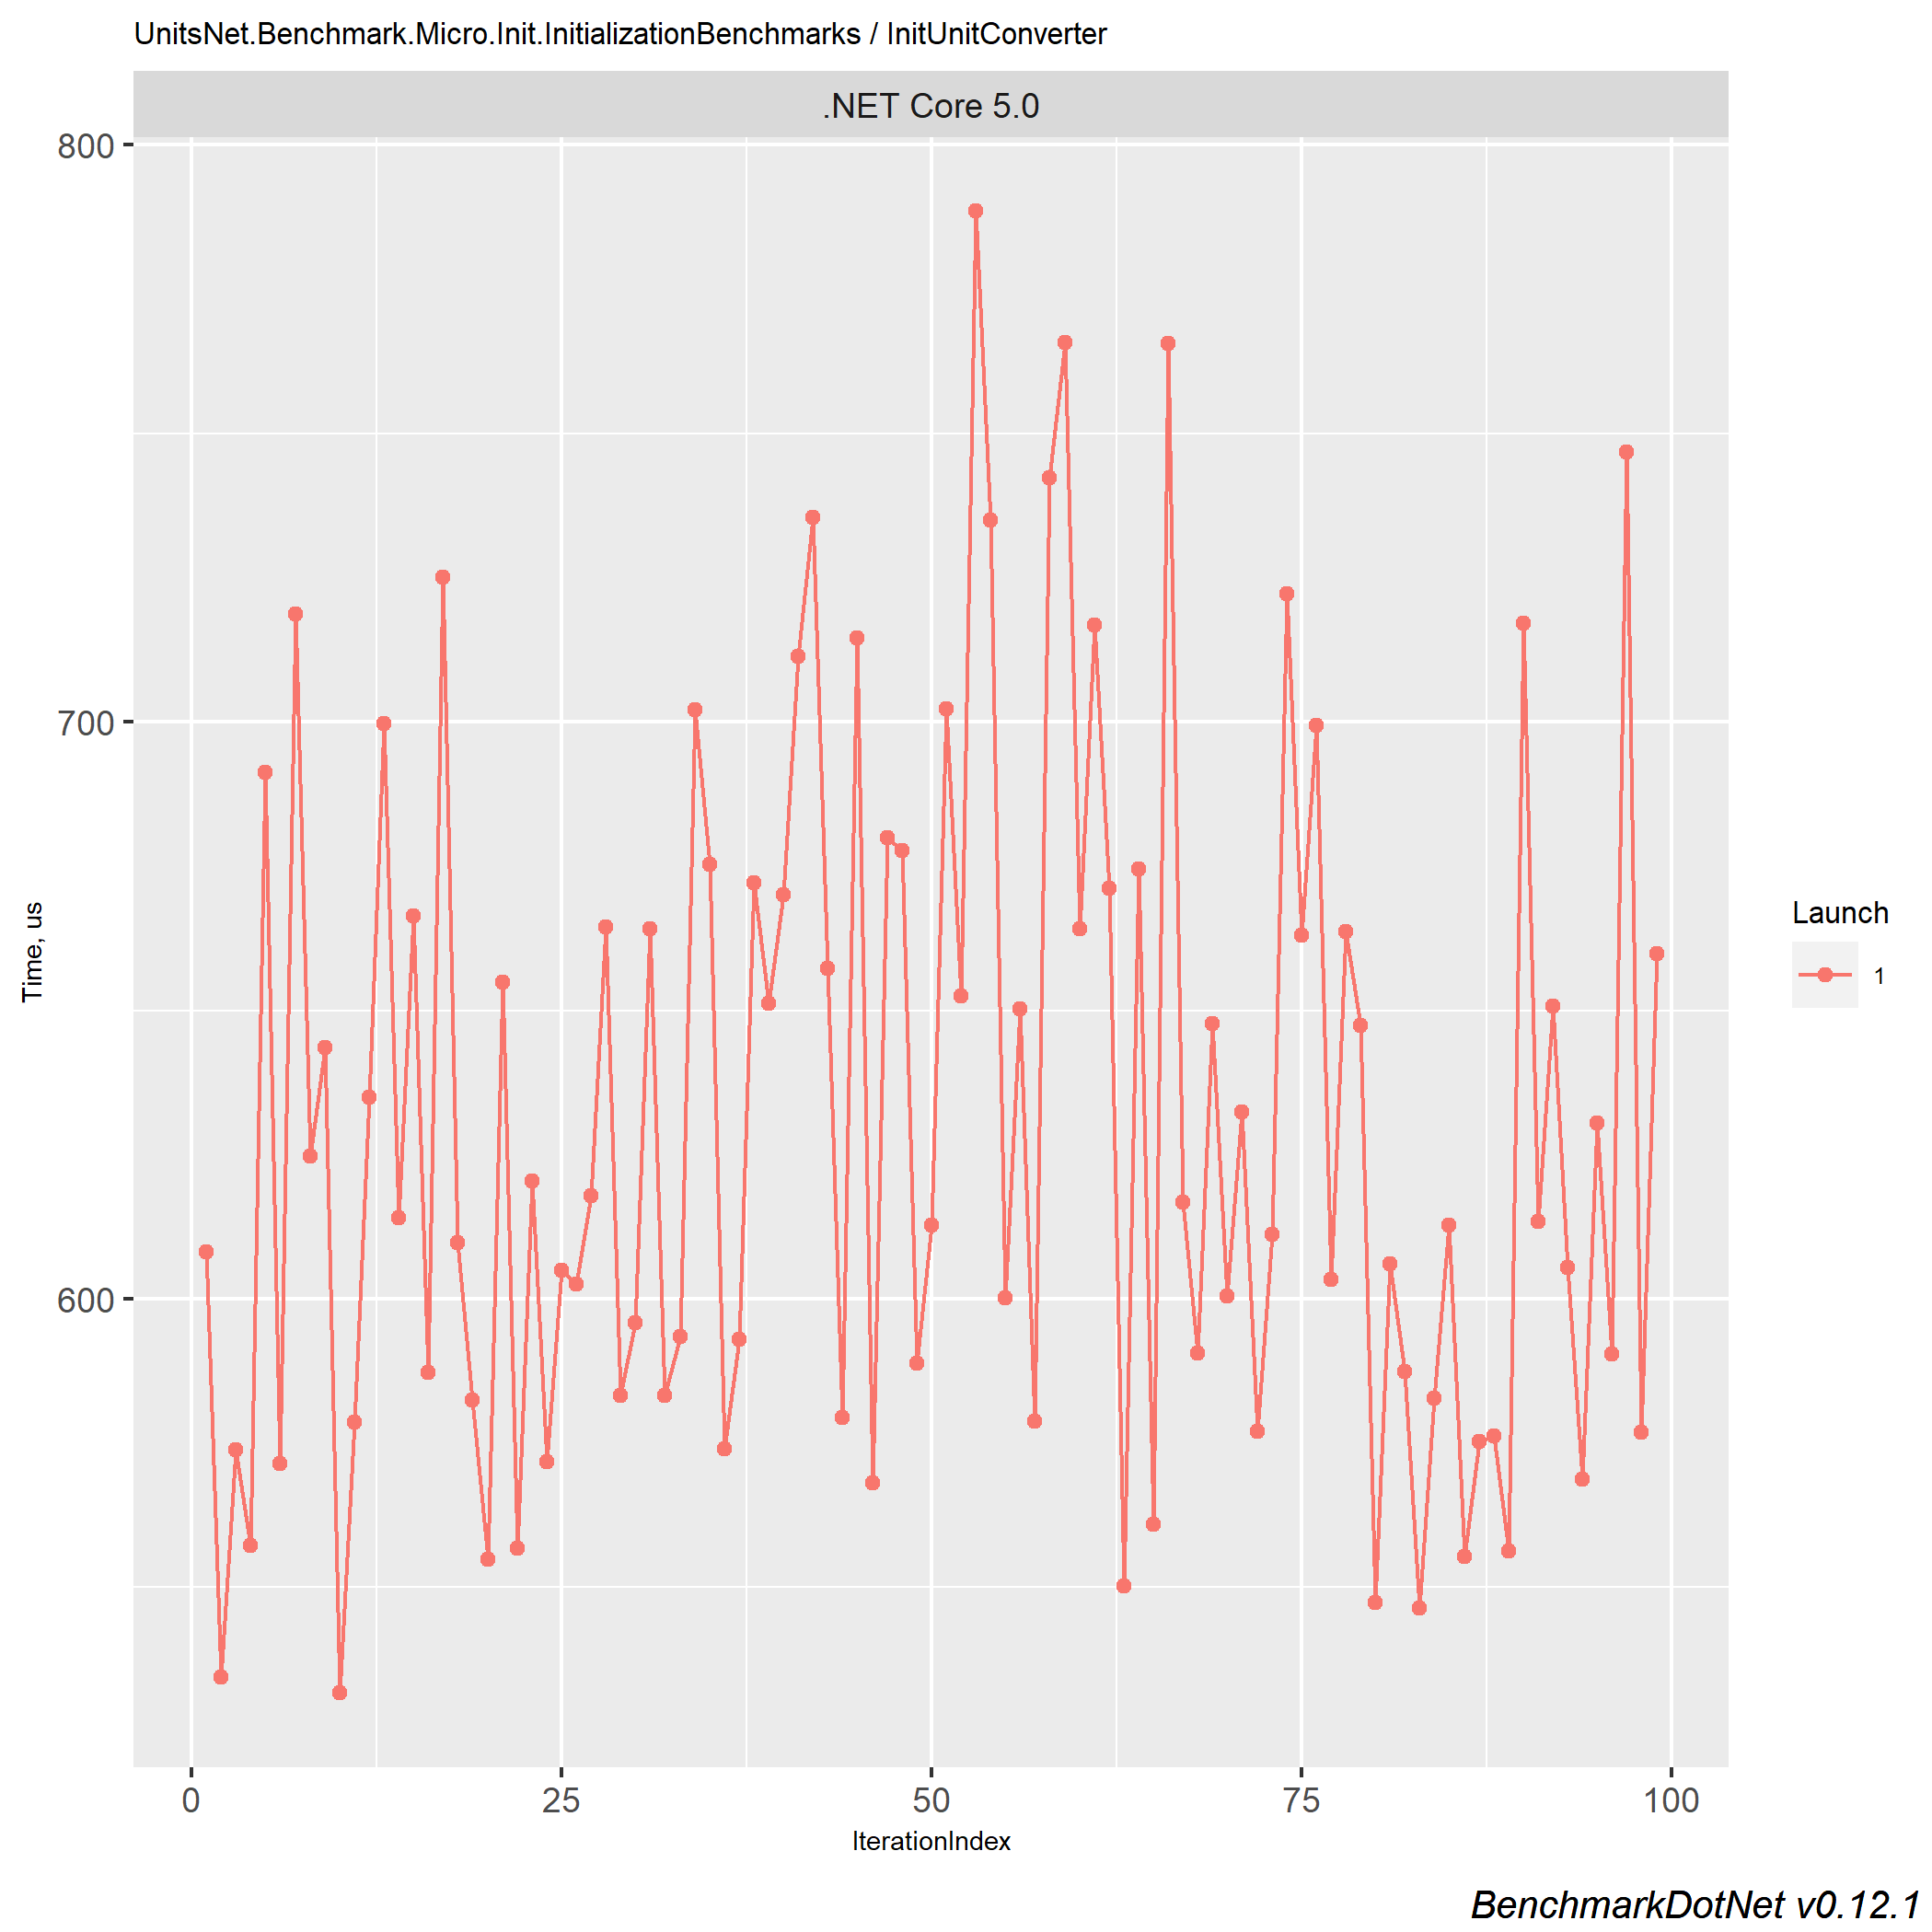 UnitsNet.Benchmark.Micro.Init.InitializationBenchmarks / InitUnitConverter
.NET Core 5.0
800
700
600
Time, us
0 25 50 75 100
IterationIndex
Launch
1
BenchmarkDotNet v0.12.1